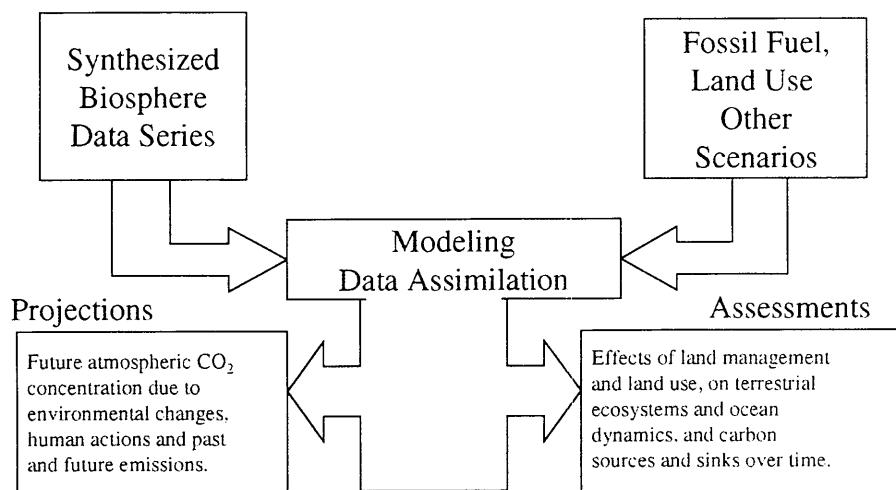 Synthesized
Biosphere
Data Series
Fossil Fuel,
Land Use
Other
Scenarios
Modeling
Data Assimilation
Projections
Future atmospheric CO₂
concentration due to
environmental changes,
human actions and past
and future emissions.
Assessments
Effects of land management
and land use, on terrestrial
ecosystems and ocean
dynamics, and carbon
sources and sinks over time.